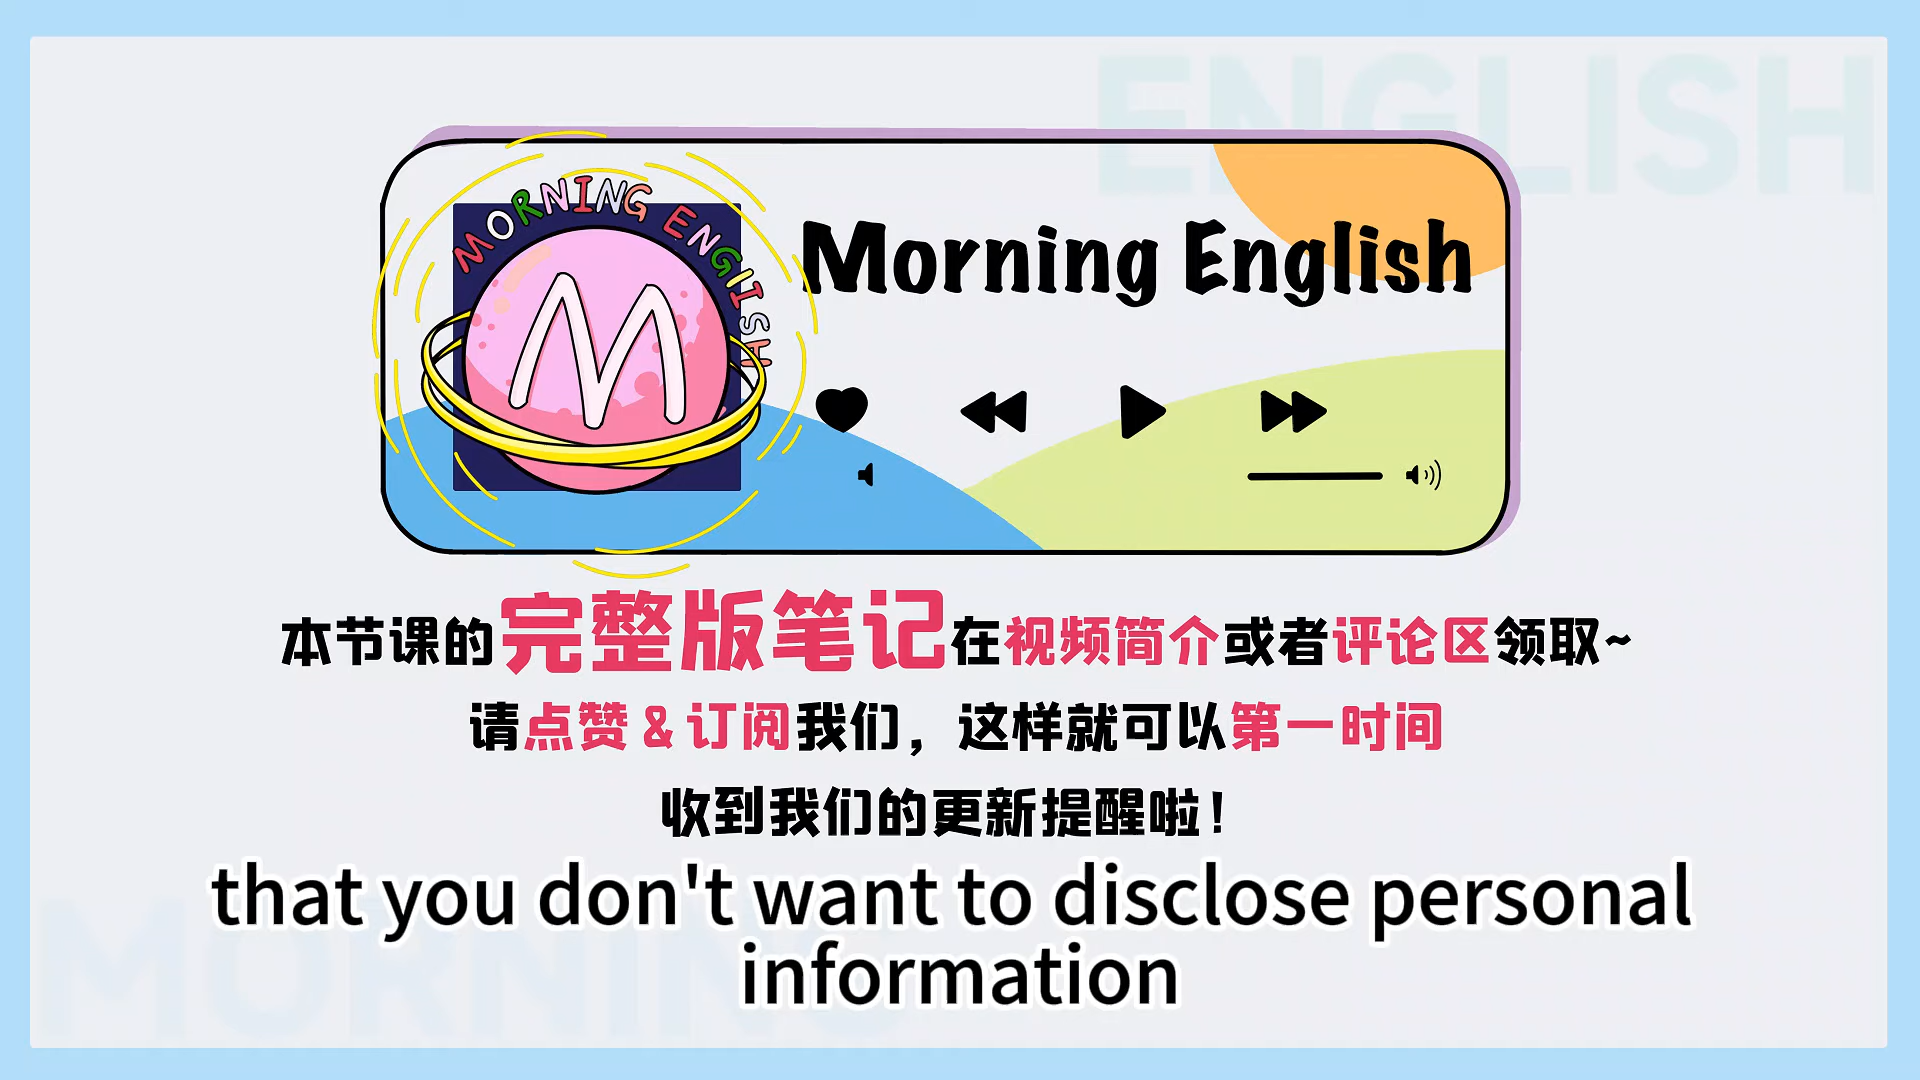 ENGLISH
MORNING ENGLISH
M
Morning English
本节课的完整版笔记在视频简介或者评论区领取~
请点赞&订阅我们，这样就可以第一时间
收到我们的更新提醒啦！
that you don't want to disclose personal
information
MORNING